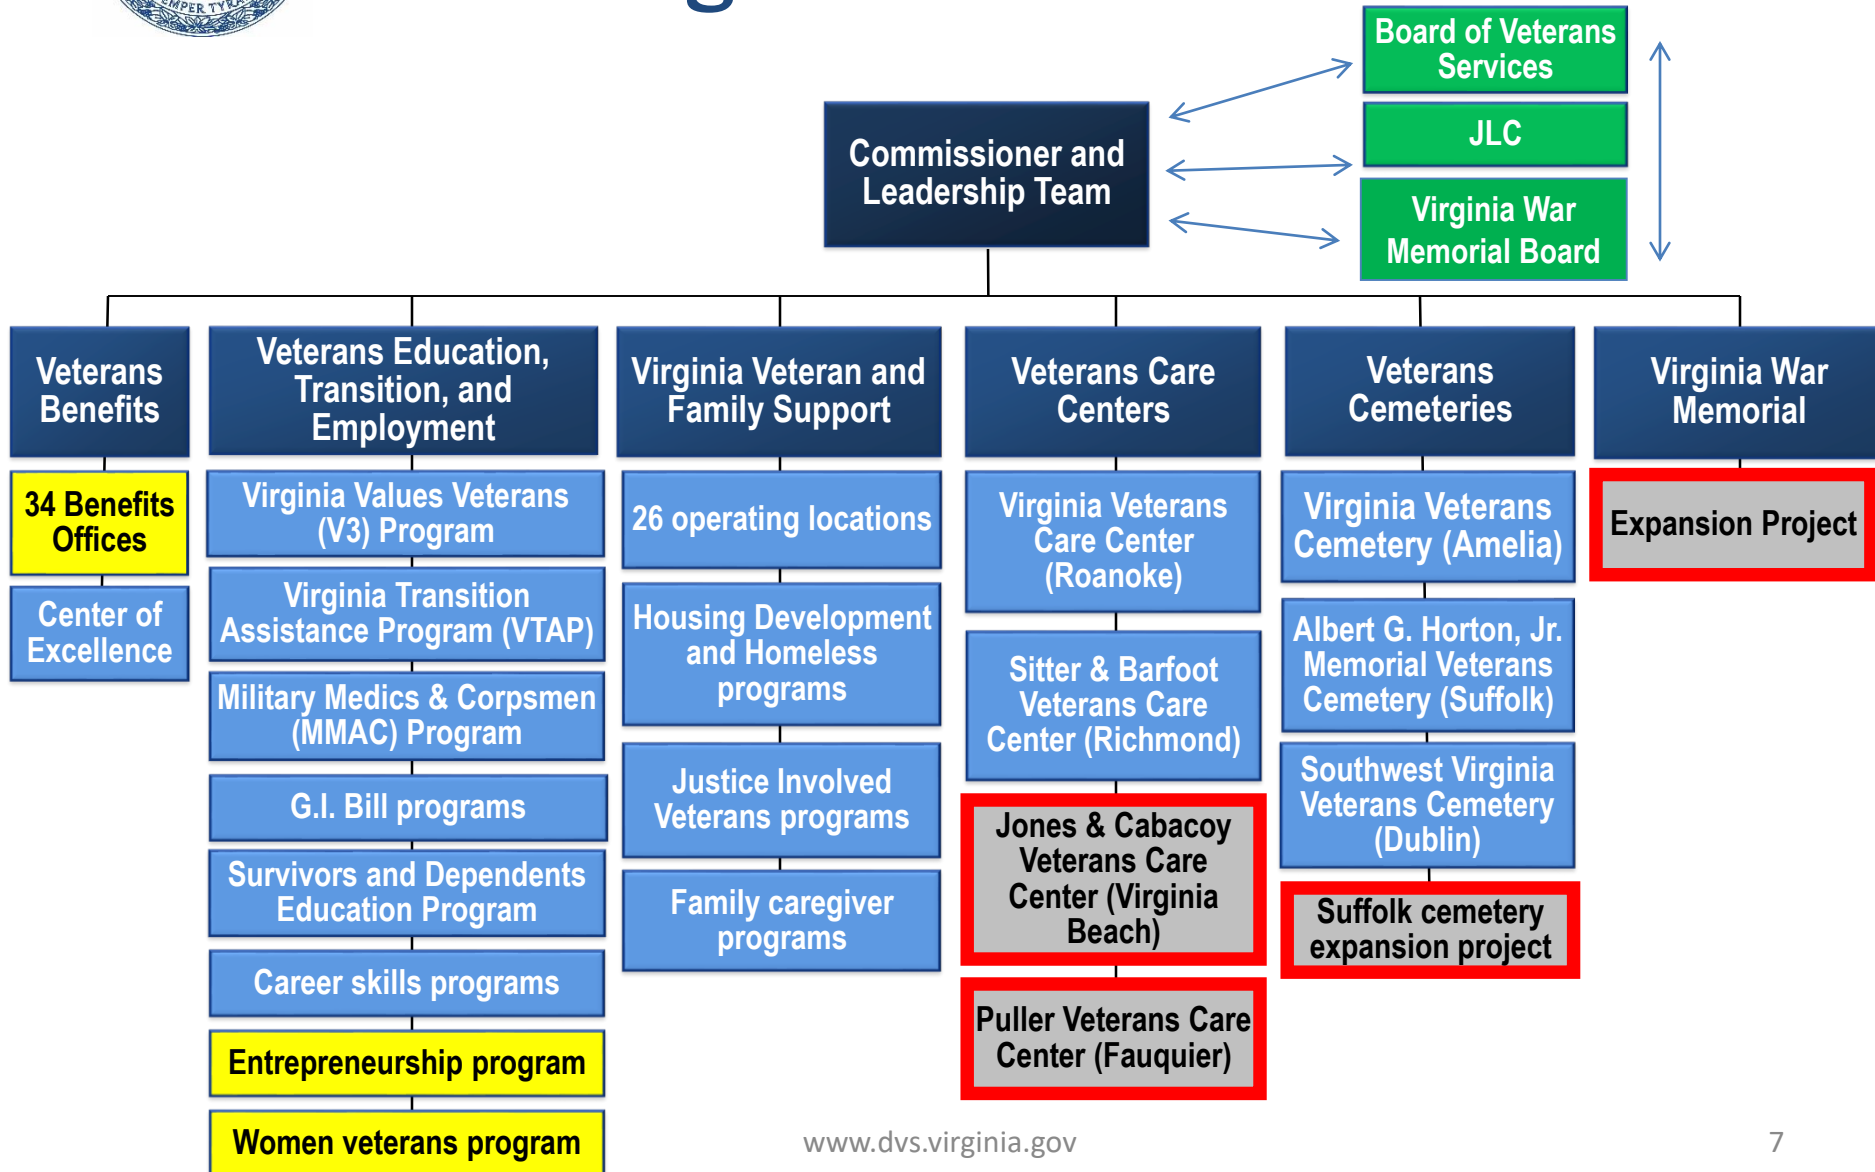 EMPER TYR
g
Board of Veterans
Services
JLC
Virginia War
Memorial Board
Commissioner and
Leadership Team
Veterans
Benefits
34 Benefits
Offices
Center of
Excellence
Veterans Education,
Transition, and
Employment
Virginia Values Veterans
(V3) Program
Virginia Transition
Assistance Program (VTAP)
Military Medics & Corpsmen
(MMAC) Program
G.I. Bill programs
Survivors and Dependents
Education Program
Career skills programs
Entrepreneurship program
Women veterans program
Virginia Veteran and
Family Support
26 operating locations
Housing Development
and Homeless
programs
Justice Involved
Veterans programs
Family caregiver
programs
Veterans Care
Centers
Virginia Veterans
Care Center
(Roanoke)
Sitter & Barfoot
Veterans Care
Center (Richmond)
Jones & Cabacoy
Veterans Care
Center (Virginia
Beach)
Puller Veterans Care
Center (Fauquier)
Veterans
Cemeteries
Virginia Veterans
Cemetery (Amelia)
Albert G. Horton, Jr.
Memorial Veterans
Cemetery (Suffolk)
Southwest Virginia
Veterans Cemetery
(Dublin)
Suffolk cemetery
expansion project
Virginia War
Memorial
Expansion Project
www.dvs.virginia.gov
7